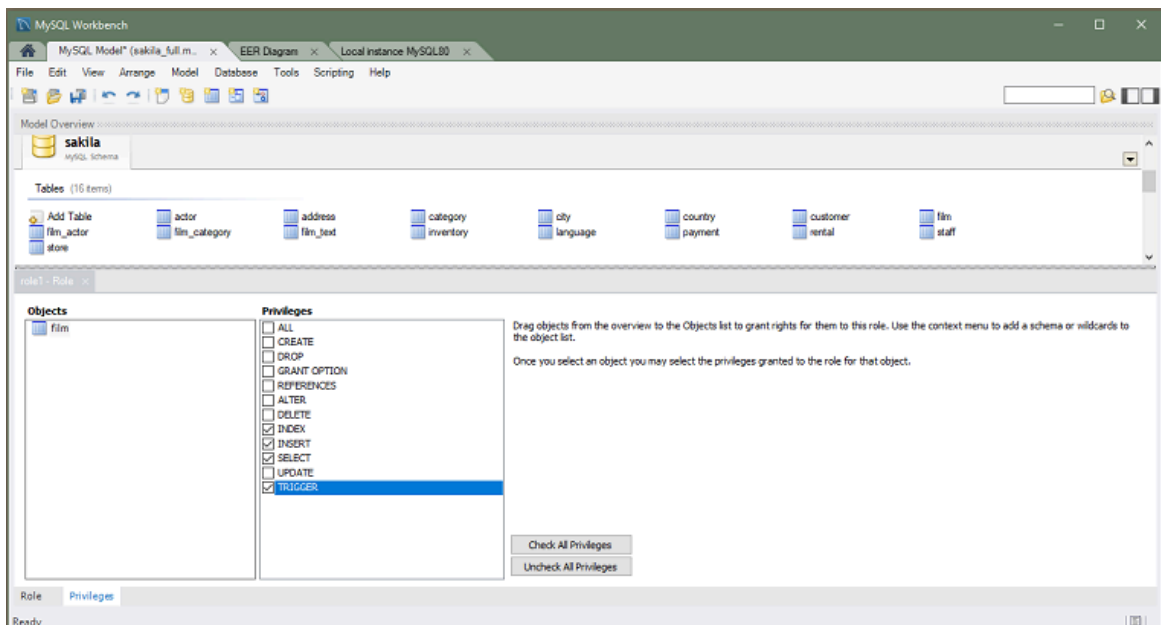 MySQL Workbench
MySQL Model* (sakila_full.m... × EER Diagram × Local instance MySQL80 ×
File Edit View Arrange Model Database Tools Scripting Help
Model Overview
sakila
MySQL Schema
Tables (16 items)
Add Table actor address category city country customer film
film_actor film_category film_text inventory language payment rental staff
store
role1 - Role ×
Objects Privileges
film ALL
CREATE
DROP
GRANT OPTION
REFERENCES
ALTER
DELETE
INDEX
INSERT
SELECT
UPDATE
TRIGGER
Drag objects from the overview to the Objects list to grant rights for them to this role. Use the context menu to add a schema or wildcards to
the object list.
Once you select an object you may select the privileges granted to the role for that object.
Check All Privileges
Uncheck All Privileges
Role Privileges
Ready